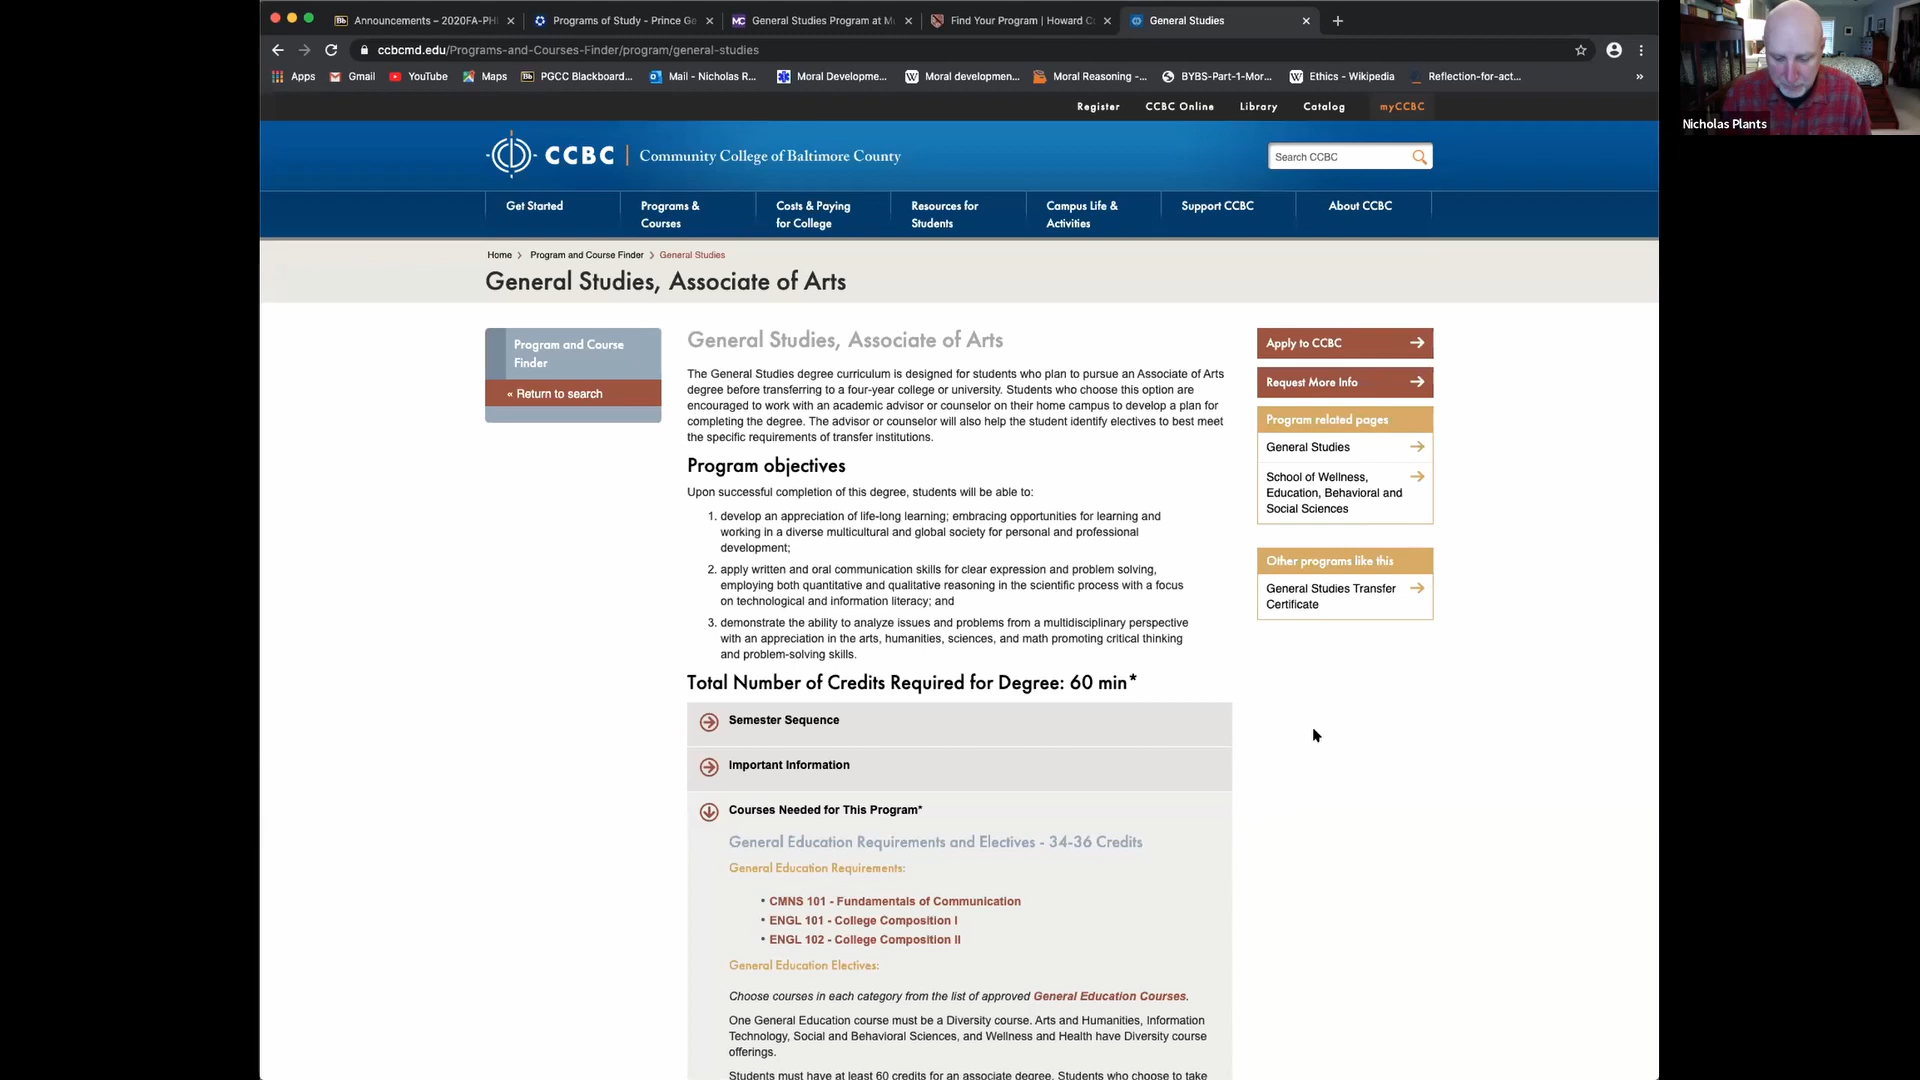 Announcements – 2020FA-PH
Programs of Study - Prince Ge
General Studies Program at M
Find Your Program | Howard C
General Studies
ccbcmd.edu/Programs-and-Courses-Finder/program/general-studies
Apps
Gmail
YouTube
Maps
PGCC Blackboard...
Mail - Nicholas R...
Moral Developme...
Moral developmen...
Moral Reasoning -...
BYBS-Part-1-Mor...
Ethics - Wikipedia
Reflection-for-act...
»
Nicholas Plants
Register
CCBC Online
Library
Catalog
myCCBC
CCBC
Community College of Baltimore County
Search CCBC
Get Started
Programs &
Courses
Costs & Paying
for College
Resources for
Students
Campus Life &
Activities
Support CCBC
About CCBC
Home > Program and Course Finder > General Studies
General Studies, Associate of Arts
Program and Course
Finder
« Return to search
General Studies, Associate of Arts
The General Studies degree curriculum is designed for students who plan to pursue an Associate of Arts
degree before transferring to a four-year college or university. Students who choose this option are
encouraged to work with an academic advisor or counselor on their home campus to develop a plan for
completing the degree. The advisor or counselor will also help the student identify electives to best meet
the specific requirements of transfer institutions.
Program objectives
Upon successful completion of this degree, students will be able to:
1. develop an appreciation of life-long learning; embracing opportunities for learning and
working in a diverse multicultural and global society for personal and professional
development;
2. apply written and oral communication skills for clear expression and problem solving,
employing both quantitative and qualitative reasoning in the scientific process with a focus
on technological and information literacy; and
3. demonstrate the ability to analyze issues and problems from a multidisciplinary perspective
with an appreciation in the arts, humanities, sciences, and math promoting critical thinking
and problem-solving skills.
Total Number of Credits Required for Degree: 60 min*
Semester Sequence
Important Information
Courses Needed for This Program*
General Education Requirements and Electives - 34-36 Credits
General Education Requirements:
• CMNS 101 - Fundamentals of Communication
• ENGL 101 - College Composition I
• ENGL 102 - College Composition II
General Education Electives:
Choose courses in each category from the list of approved General Education Courses.
One General Education course must be a Diversity course. Arts and Humanities, Information
Technology, Social and Behavioral Sciences, and Wellness and Health have Diversity course
offerings.
Students must have at least 60 credits for an associate degree. Students who choose to take
Apply to CCBC
Request More Info
Program related pages
General Studies
School of Wellness,
Education, Behavioral and
Social Sciences
Other programs like this
General Studies Transfer
Certificate